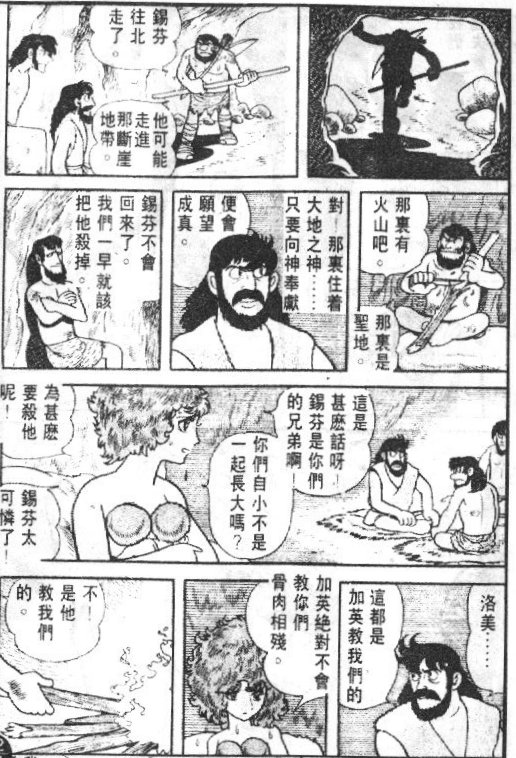 錫芬
往北
走了。
他可能
走進
那斷崖
地帶。
那裏有
火山吧。
那裏是
聖地。
對！那裏住着
大地之神……
只要向神奉獻
便會
願望
成真。
錫芬不會
回來了。
我們一早就該
把他殺掉。
這是
甚麽話呀！
錫芬是你們
的兄弟啊
你們自小不是
一起長大嗎？
為甚麽
要殺他
呢！
錫芬太
可憐了！
洛美……
這都是
加英教我們的
加英絕對不會
教你們
骨肉相殘。
不！
是他
教我們
的。